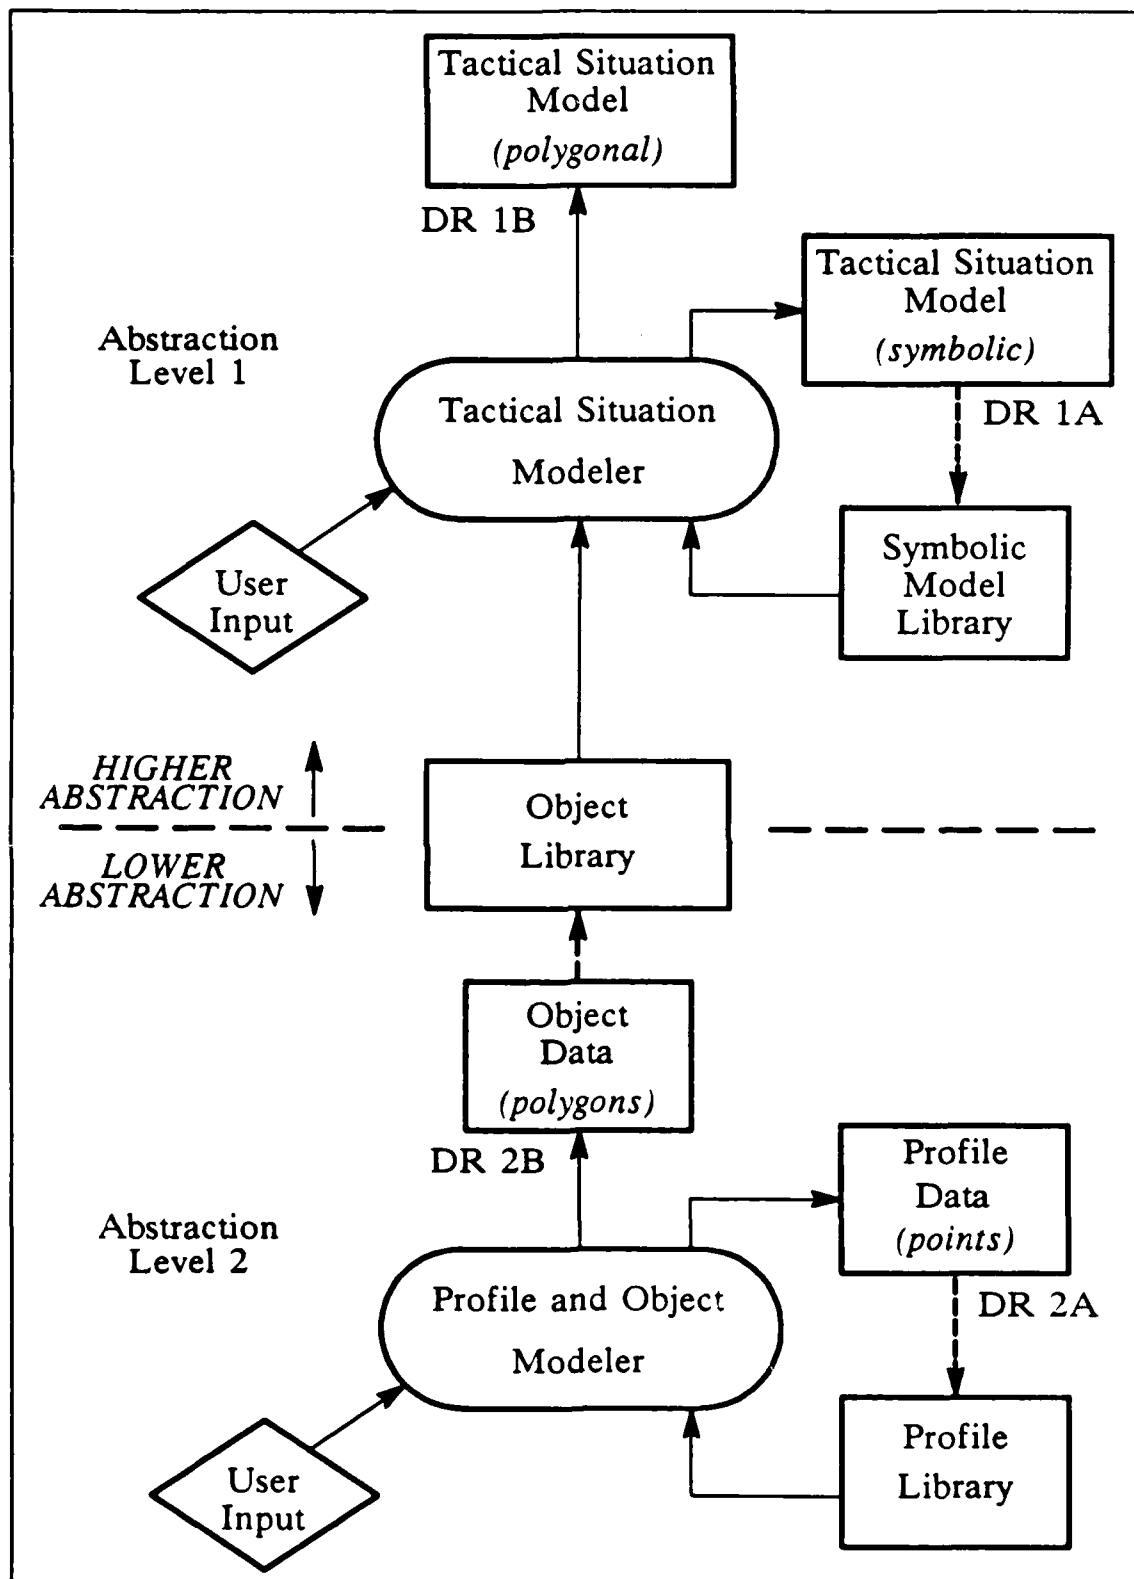 Tactical Situation
Model
(polygonal)
DR 1B
Tactical Situation
Model
(symbolic)
DR 1A
Abstraction
Level 1
Tactical Situation
Modeler
User
Input
Symbolic
Model
Library
HIGHER
ABSTRACTION
LOWER
ABSTRACTION
Object
Library
Object
Data
(polygons)
DR 2B
Profile
Data
(points)
DR 2A
Abstraction
Level 2
Profile and Object
Modeler
User
Input
Profile
Library